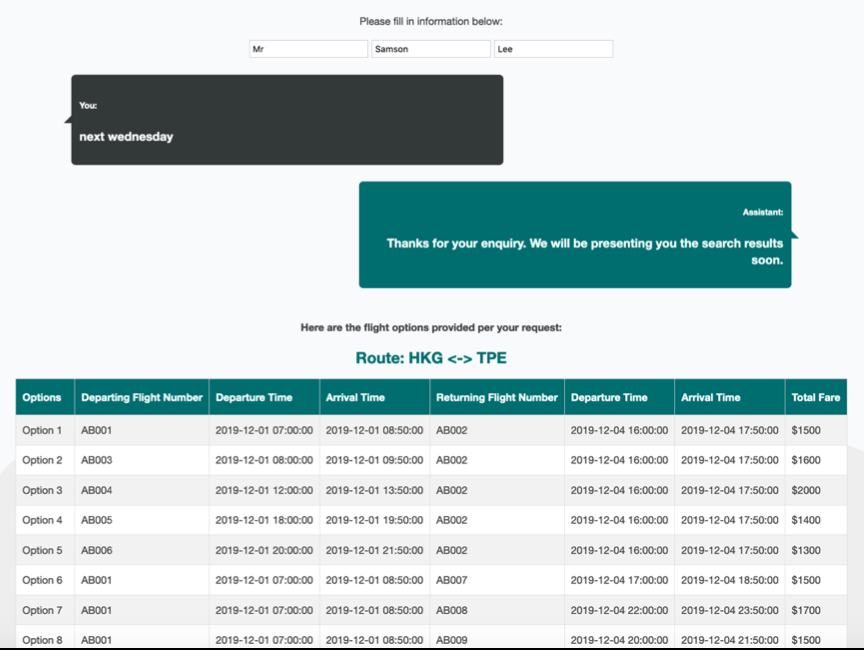 Please fill in information below:
Mr Samson Lee
You:
next wednesday
Assistant:
Thanks for your enquiry. We will be presenting you the search results
soon.
Here are the flight options provided per your request:
Route: HKG <-> TPE
Options Departing Flight Number Departure Time Arrival Time Returning Flight Number Departure Time Arrival Time Total Fare
Option 1 AB001 2019-12-01 07:00:00 2019-12-01 08:50:00 AB002 2019-12-04 16:00:00 2019-12-04 17:50:00 $1500
Option 2 AB003 2019-12-01 08:00:00 2019-12-01 09:50:00 AB002 2019-12-04 16:00:00 2019-12-04 17:50:00 $1600
Option 3 AB004 2019-12-01 12:00:00 2019-12-01 13:50:00 AB002 2019-12-04 16:00:00 2019-12-04 17:50:00 $2000
Option 4 AB005 2019-12-01 18:00:00 2019-12-01 19:50:00 AB002 2019-12-04 16:00:00 2019-12-04 17:50:00 $1400
Option 5 AB006 2019-12-01 20:00:00 2019-12-01 21:50:00 AB002 2019-12-04 16:00:00 2019-12-04 17:50:00 $1300
Option 6 AB001 2019-12-01 07:00:00 2019-12-01 08:50:00 AB007 2019-12-04 17:00:00 2019-12-04 18:50:00 $1500
Option 7 AB001 2019-12-01 07:00:00 2019-12-01 08:50:00 AB008 2019-12-04 22:00:00 2019-12-04 23:50:00 $1700
Option 8 AB001 2019-12-01 07:00:00 2019-12-01 08:50:00 AB009 2019-12-04 20:00:00 2019-12-04 21:50:00 $1500